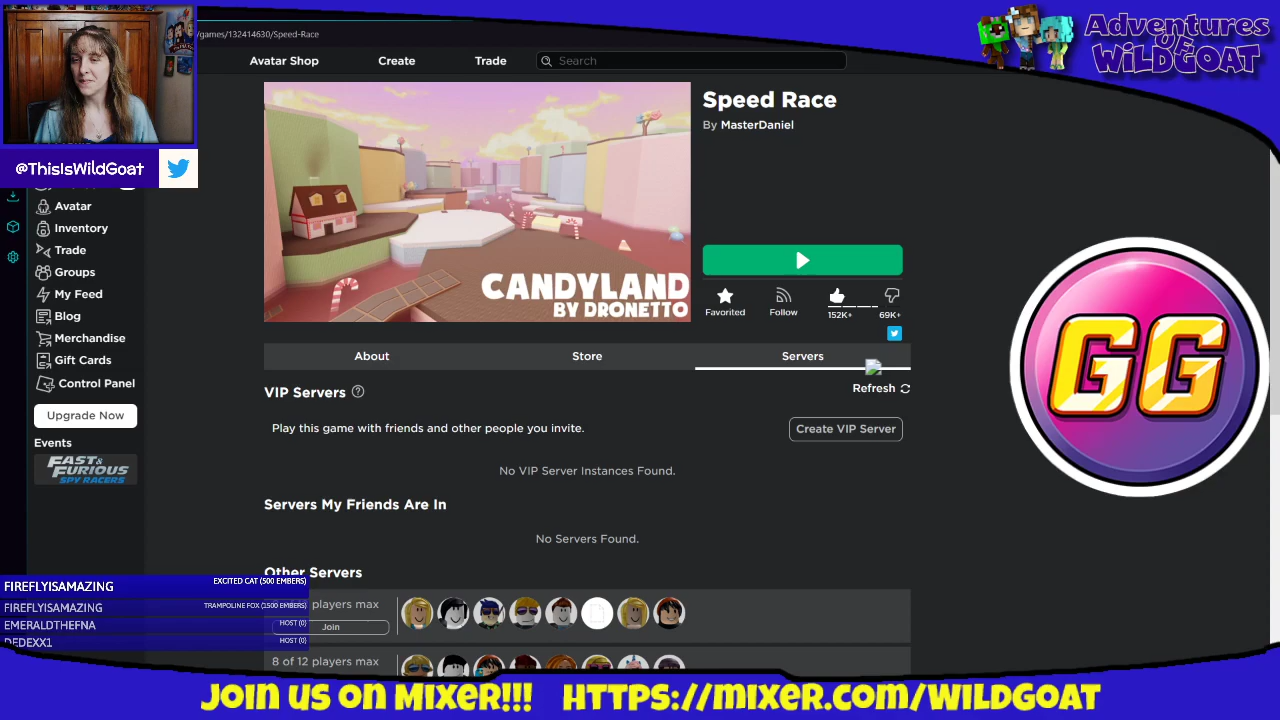 /games/132414630/Speed-Race
Adventures
OF
WILDGOAT
Avatar Shop Create Trade Search
CANDYLAND
BY DRONETTO
Speed Race
By MasterDaniel
@ThisIsWildGoat
Avatar
Inventory
Trade
Groups
My Feed
Blog
Merchandise
Gift Cards
Control Panel
Upgrade Now
Events
FAST & FURIOUS
SPY RACERS
Favorited Follow 152K+ 69K+
About Store Servers
VIP Servers Refresh
Play this game with friends and other people you invite. Create VIP Server
No VIP Server Instances Found.
Servers My Friends Are In
No Servers Found.
Other Servers
players max
Join
8 of 12 players max
GG
FIREFLYISAMAZING EXCITED CAT (500 EMBERS)
FIREFLYISAMAZING TRAMPOLINE FOX (2500 EMBERS)
EMERALDTHEFNA HOST (0)
DEDEXX1 HOST (0)
Join us on Mixer!!! HTTPS://mixer.com/WILDGOAT